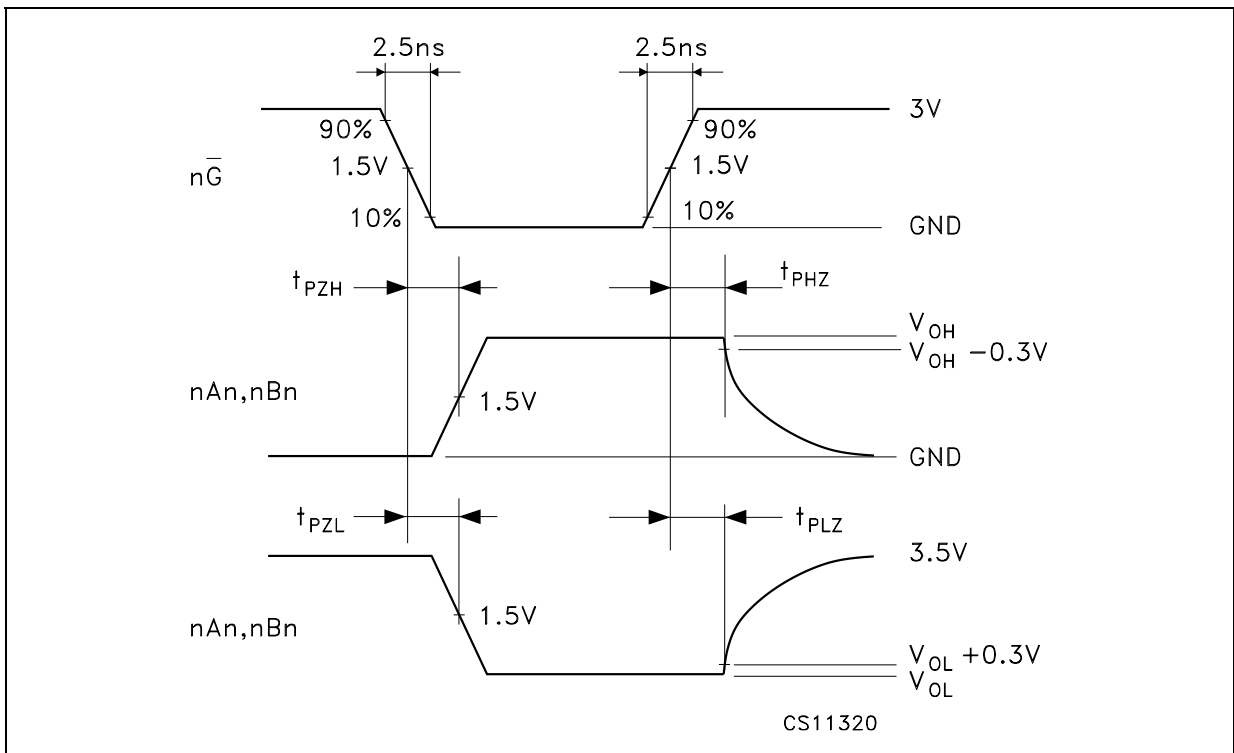 2.5ns 2.5ns
3V
90% 90%
nG̅ 1.5V 1.5V
10% 10%
GND
tPZH tPHZ
VOH
VOH −0.3V
nAn,nBn 1.5V
GND
tPZL tPLZ
3.5V
1.5V
nAn,nBn
VOL +0.3V
VOL
CS11320